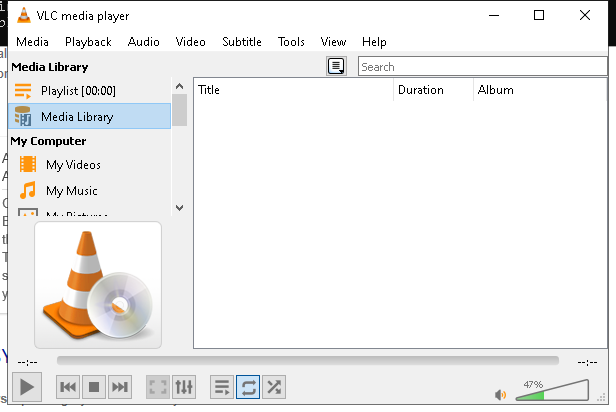 VLC media player
Media Playback Audio Video Subtitle Tools View Help
Media Library
Search
Playlist [00:00]
Title Duration Album
Media Library
My Computer
My Videos
My Music
My Pictures
--:-- --:--
47%